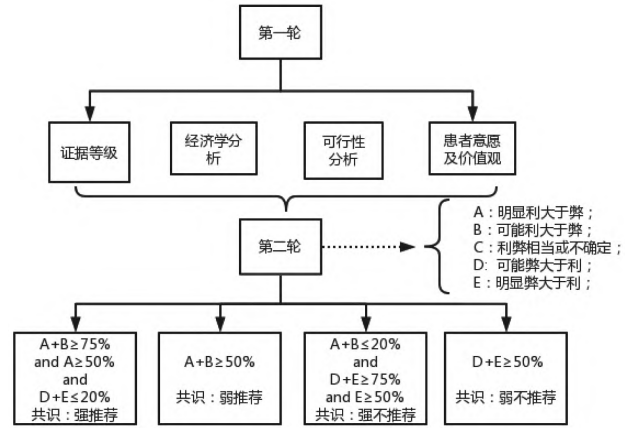 第一轮
证据等级
经济学分
析
可行性
分析
患者意愿
及价值观
第二轮
A：明显利大于弊；
B：可能利大于弊；
C：利弊相当或不确定；
D: 可能弊大于利；
E：明显弊大于利；
A+B≥75%
and A≥50%
and
D+E≤20%
共识：强推荐
A+B≥50%
共识：弱推荐
A+B≤20%
and
D+E≥75%
and E≥50%
共识：强不推荐
D+E≥50%
共识：弱不推荐